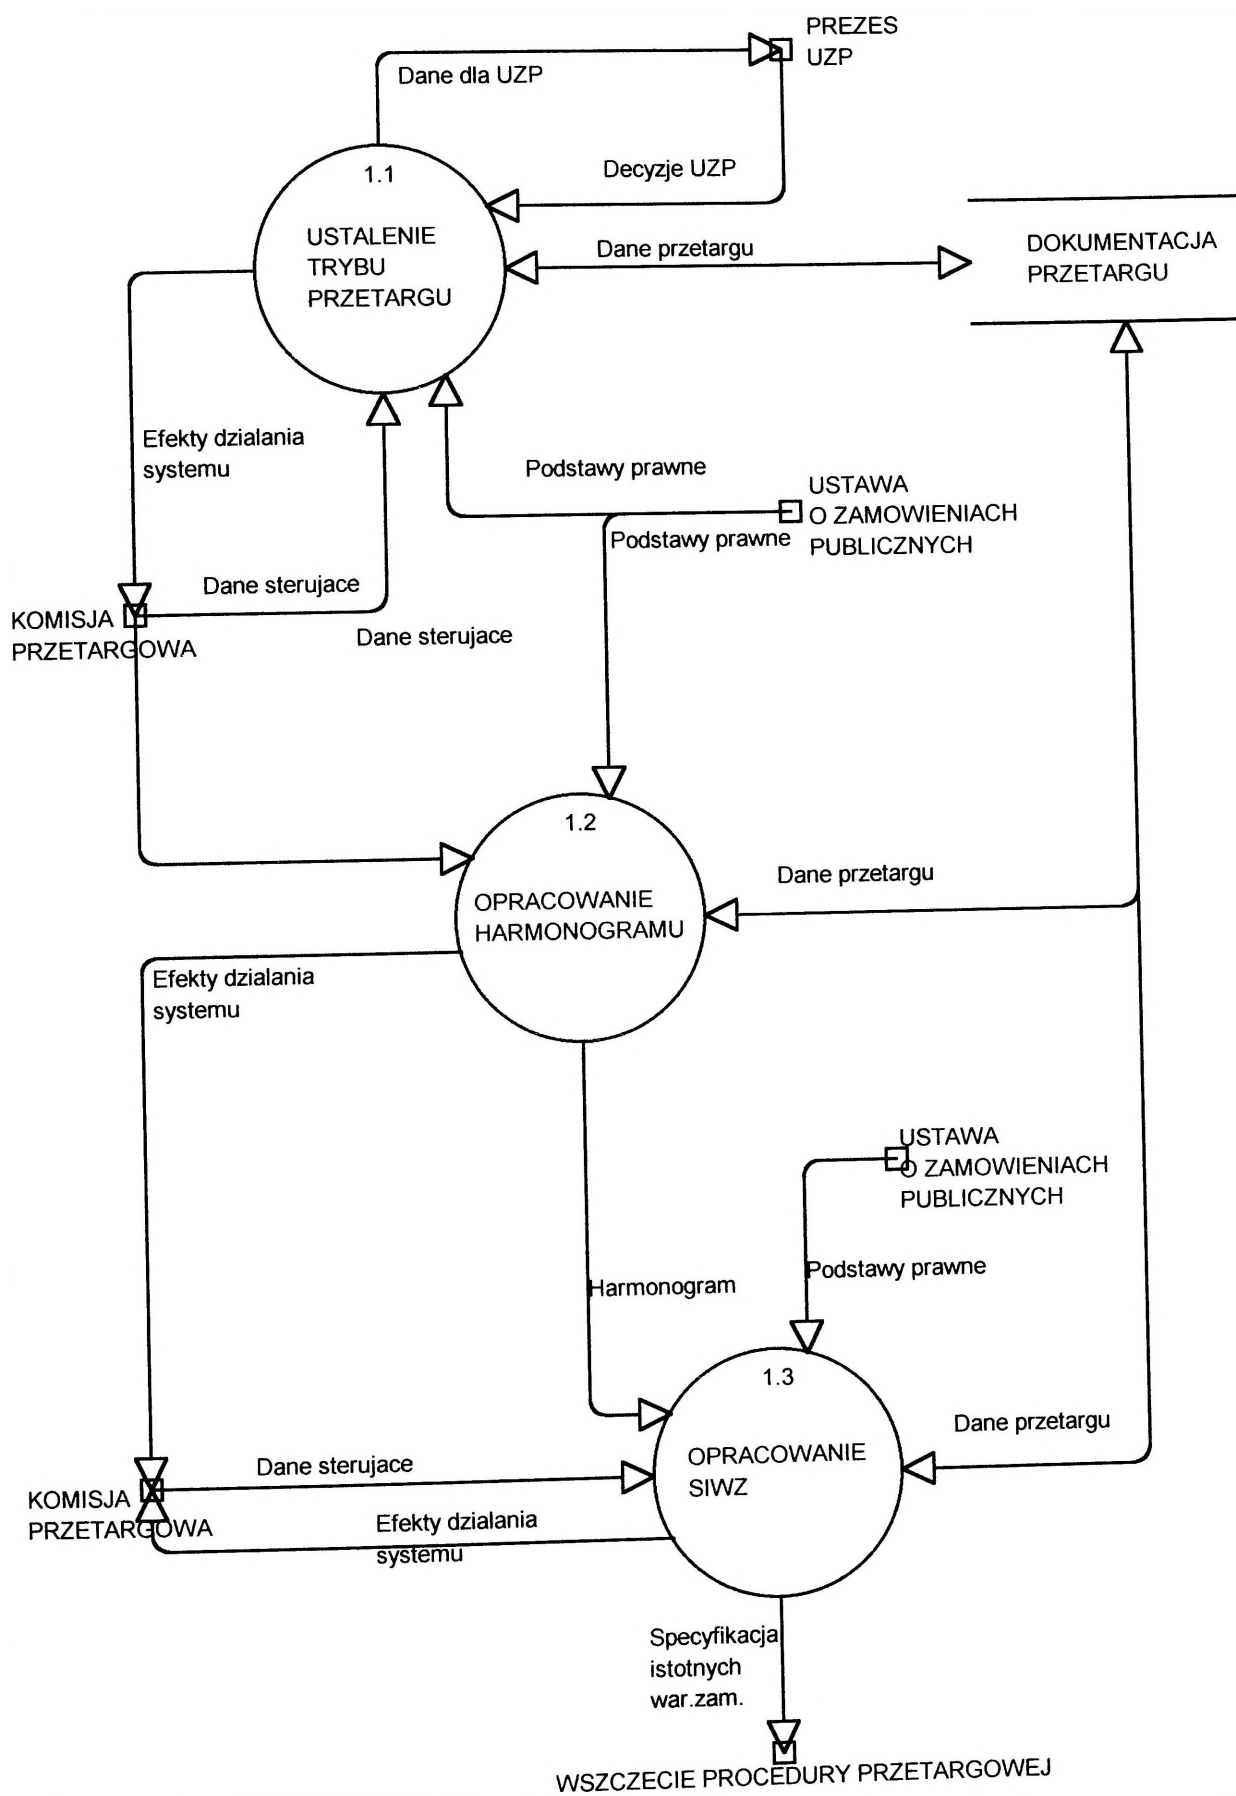 PREZES
UZP
Dane dla UZP
Decyzje UZP
1.1
USTALENIE
TRYBU
PRZETARGU
Dane przetargu
DOKUMENTACJA
PRZETARGU
Efekty dzialania
systemu
Podstawy prawne
USTAWA
O ZAMOWIENIACH
PUBLICZNYCH
Podstawy prawne
Dane sterujace
KOMISJA
PRZETARGOWA
Dane sterujace
1.2
OPRACOWANIE
HARMONOGRAMU
Dane przetargu
Efekty dzialania
systemu
USTAWA
O ZAMOWIENIACH
PUBLICZNYCH
Podstawy prawne
Harmonogram
1.3
OPRACOWANIE
SIWZ
Dane przetargu
Dane sterujace
KOMISJA
PRZETARGOWA
Efekty dzialania
systemu
Specyfikacja
istotnych
war.zam.
WSZCZECIE PROCEDURY PRZETARGOWEJ